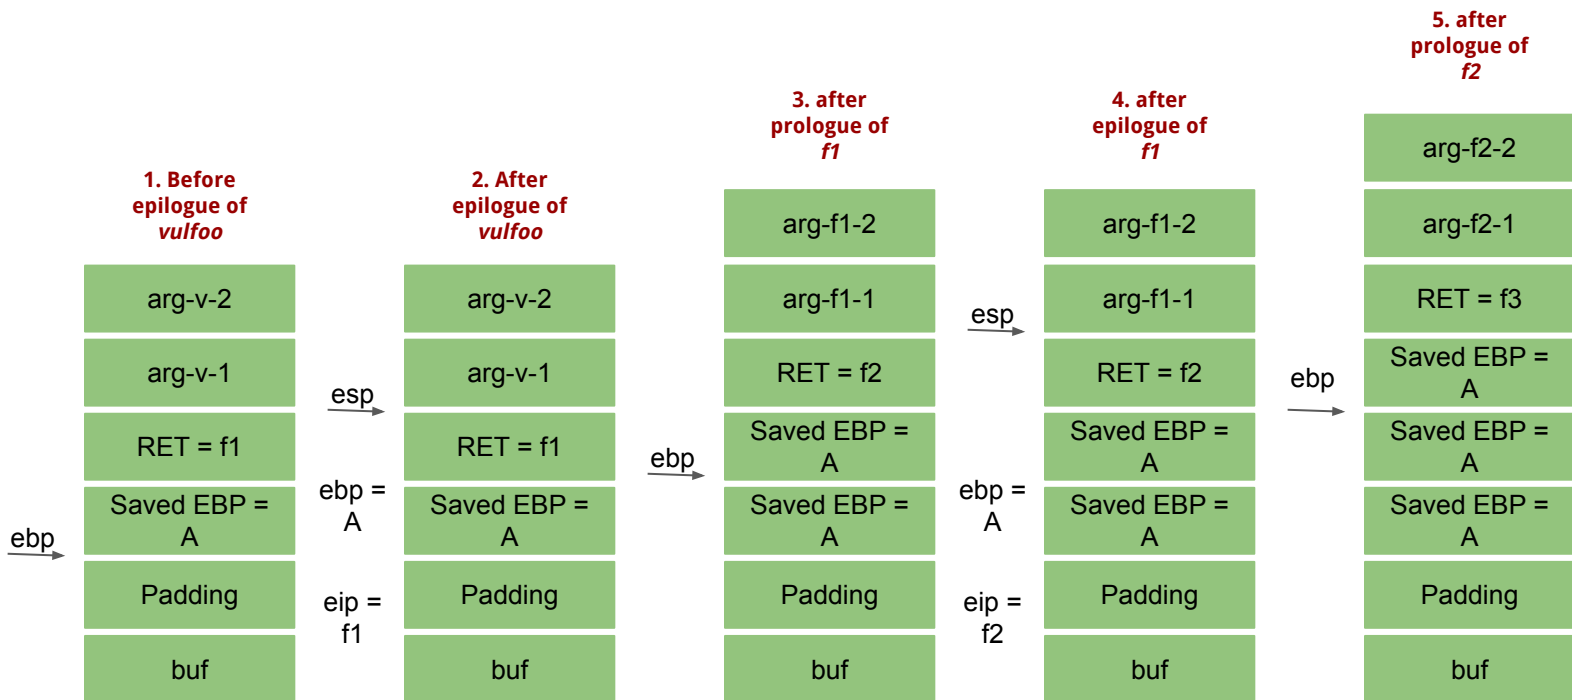 1. Before
epilogue of
vulfoo
arg-v-2
arg-v-1
RET = f1
Saved EBP =
A
Padding
buf
ebp
2. After
epilogue of
vulfoo
arg-v-2
arg-v-1
RET = f1
Saved EBP =
A
Padding
buf
esp
ebp =
A
eip =
f1
3. after
prologue of
f1
arg-f1-2
arg-f1-1
RET = f2
Saved EBP =
A
Saved EBP =
A
Padding
buf
ebp
4. after
epilogue of
f1
arg-f1-2
arg-f1-1
RET = f2
Saved EBP =
A
Saved EBP =
A
Padding
buf
esp
ebp =
A
eip =
f2
5. after
prologue of
f2
arg-f2-2
arg-f2-1
RET = f3
Saved EBP =
A
Saved EBP =
A
Saved EBP =
A
Padding
buf
ebp